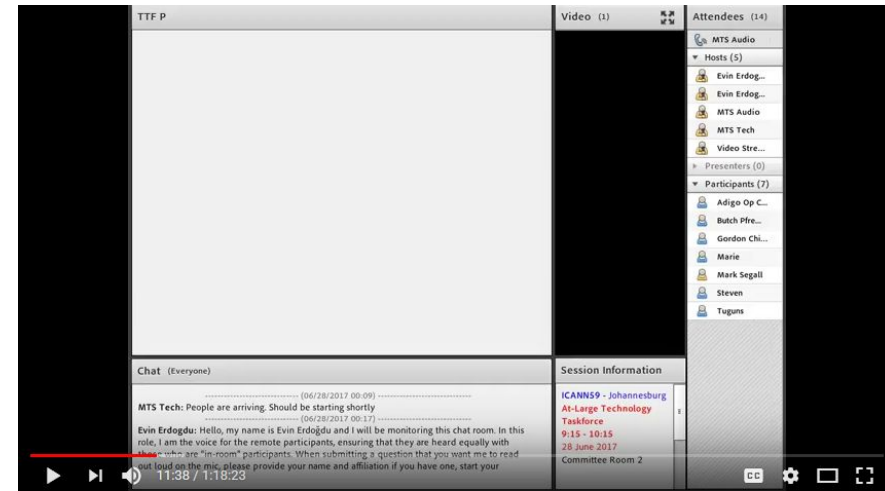 TTF P
Video (1)
Attendees (14)
MTS Audio
Hosts (5)
Evin Erdog...
Evin Erdog...
MTS Audio
MTS Tech
Video Stre...
Presenters (0)
Participants (7)
Adigo Op C...
Butch Pfre...
Gordon Chi...
Marie
Mark Segall
Steven
Tuguns
Chat (Everyone)
(06/28/2017 00:09)
MTS Tech: People are arriving. Should be starting shortly
(06/28/2017 00:17)
Evin Erdogdu: Hello, my name is Evin Erdoğdu and I will be monitoring this chat room. In this
role, I am the voice for the remote participants, ensuring that they are heard equally with
those who are "in-room" participants. When submitting a question that you want me to read
out loud on the mic, please provide your name and affiliation if you have one, start your
Session Information
ICANN59 - Johannesburg
At-Large Technology
Taskforce
9:15 - 10:15
28 June 2017
Committee Room 2
11:38 / 1:18:23
CC